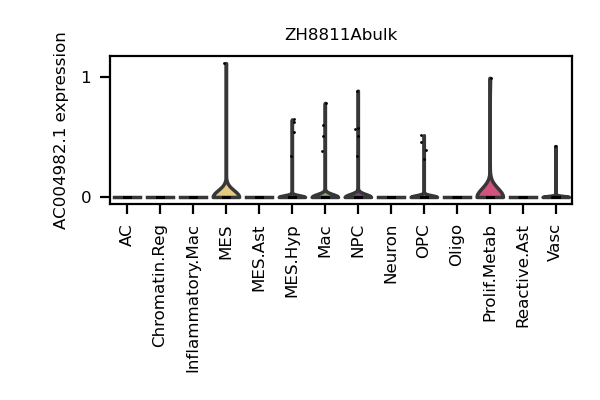 ZH8811Abulk
AC004982.1 expression
1
0
AC
Chromatin.Reg
Inflammatory.Mac
MES
MES.Ast
MES.Hyp
Mac
NPC
Neuron
OPC
Oligo
Prolif.Metab
Reactive.Ast
Vasc